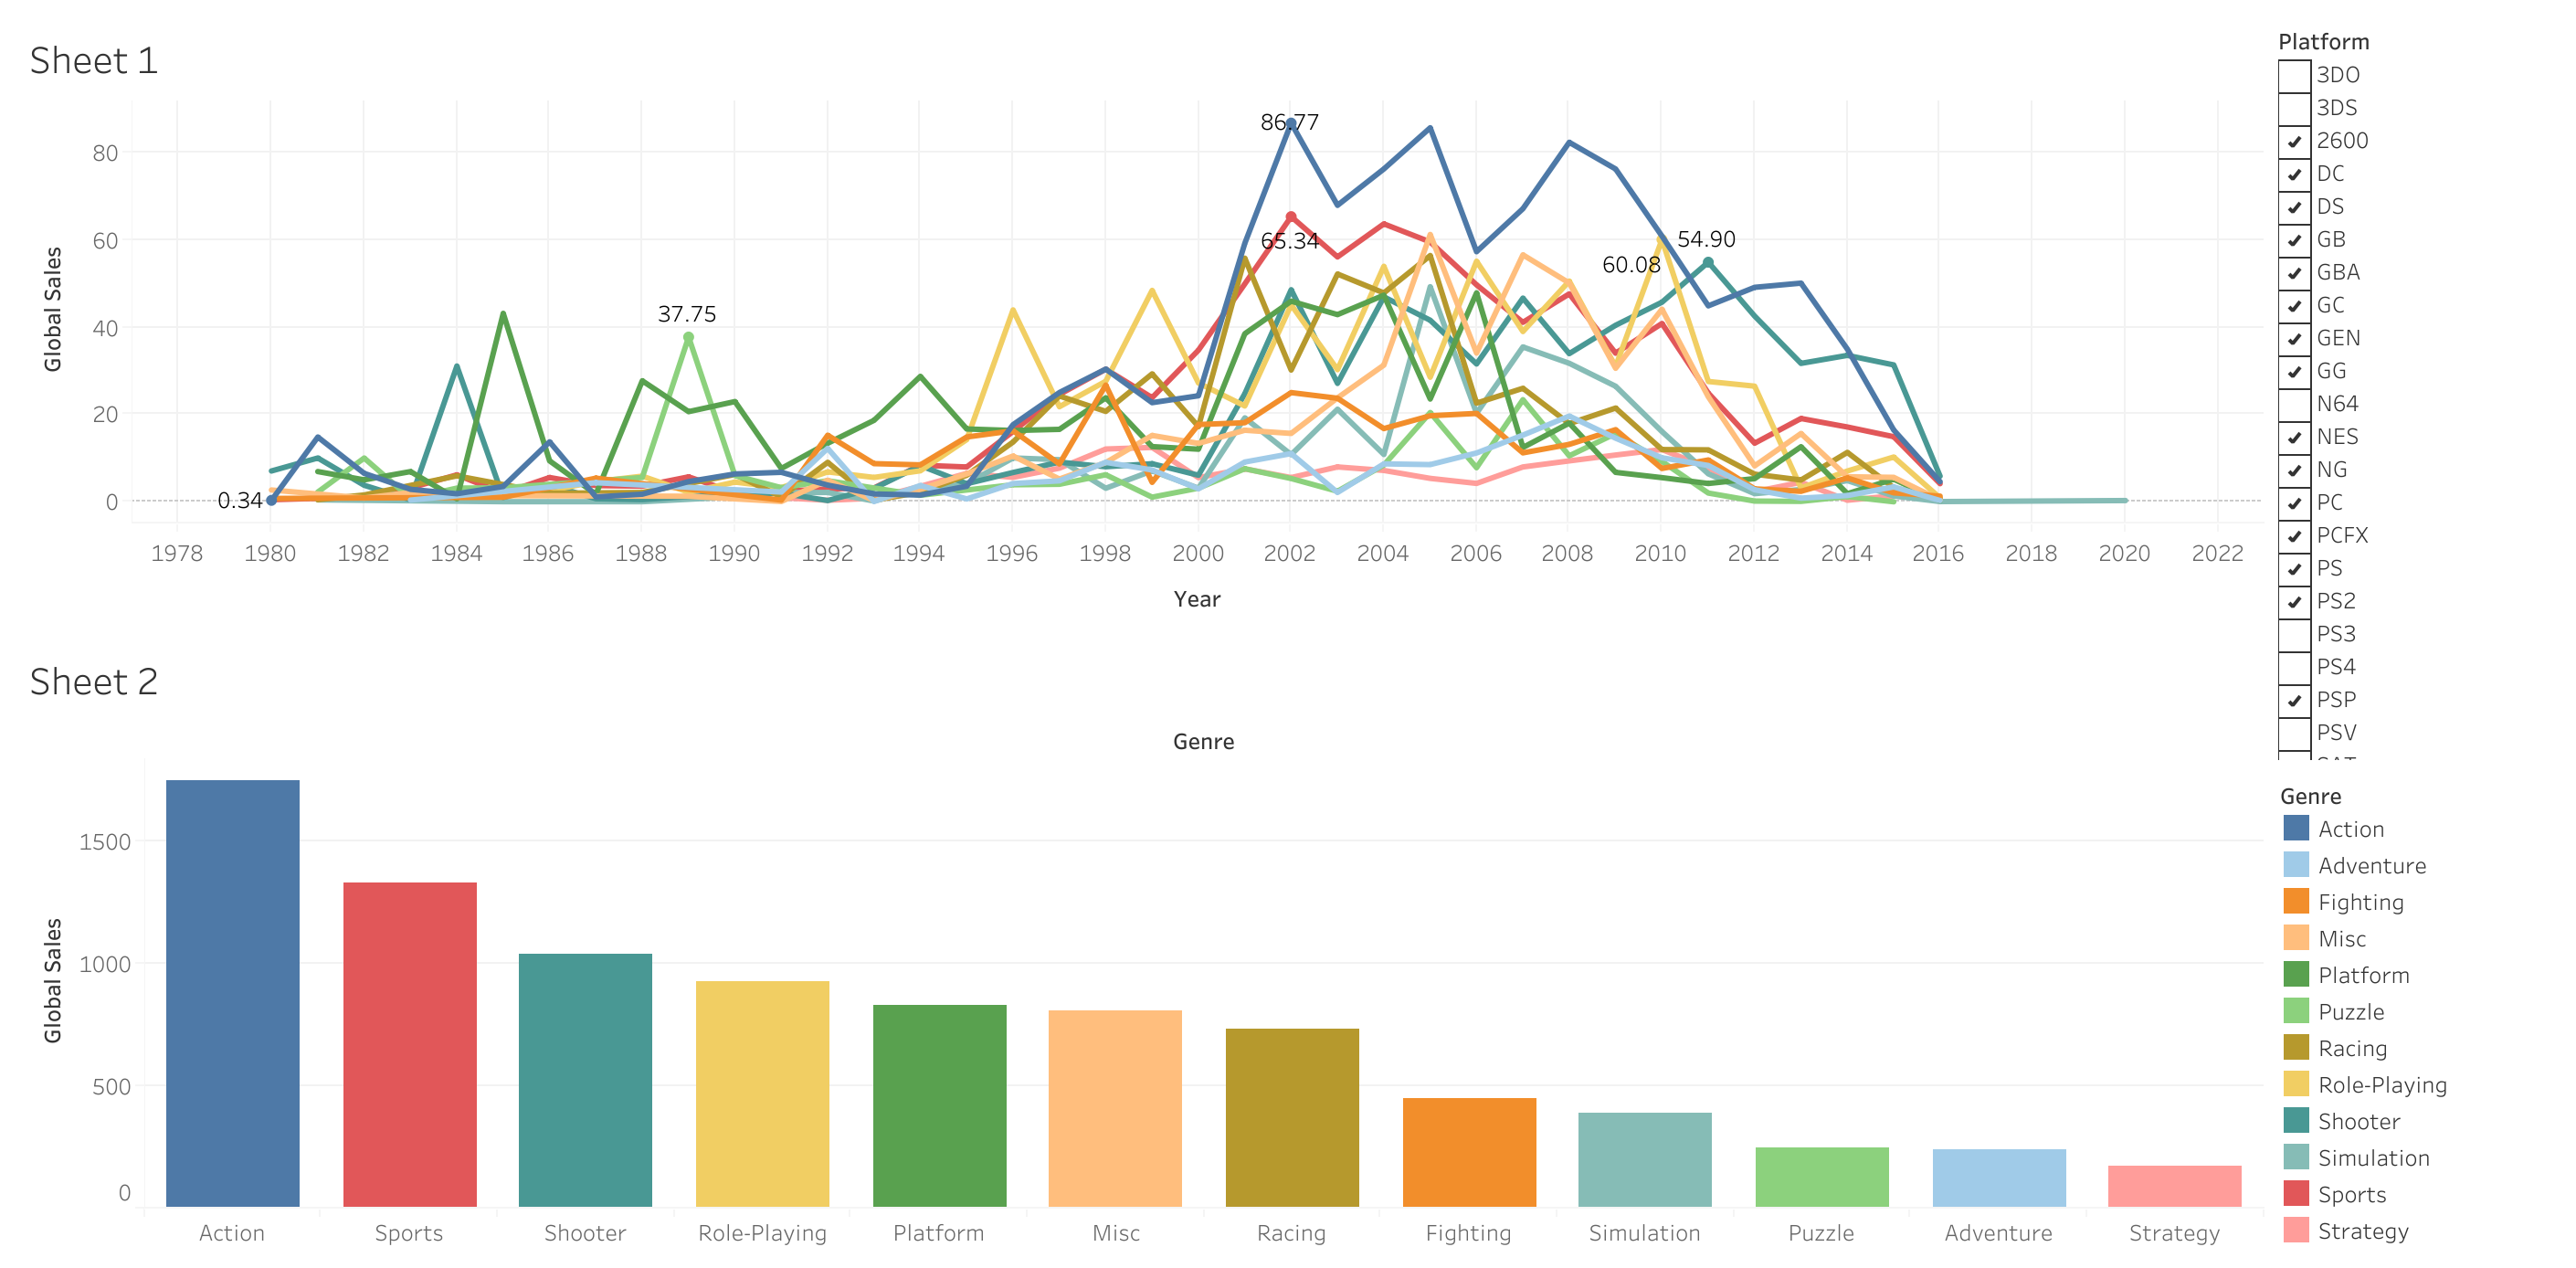 Sheet 1
86.77
65.34
54.90
60.08
37.75
0.34
80
60
40
20
0
Global Sales
1978 1980 1982 1984 1986 1988 1990 1992 1994 1996 1998 2000 2002 2004 2006 2008 2010 2012 2014 2016 2018 2020 2022
Year
Platform
3DO
3DS
2600
DC
DS
GB
GBA
GC
GEN
GG
N64
NES
NG
PC
PCFX
PS
PS2
PS3
PS4
PSP
PSV
Sheet 2
Genre
1500
1000
500
0
Global Sales
Action Sports Shooter Role-Playing Platform Misc Racing Fighting Simulation Puzzle Adventure Strategy
Genre
Action
Adventure
Fighting
Misc
Platform
Puzzle
Racing
Role-Playing
Shooter
Simulation
Sports
Strategy